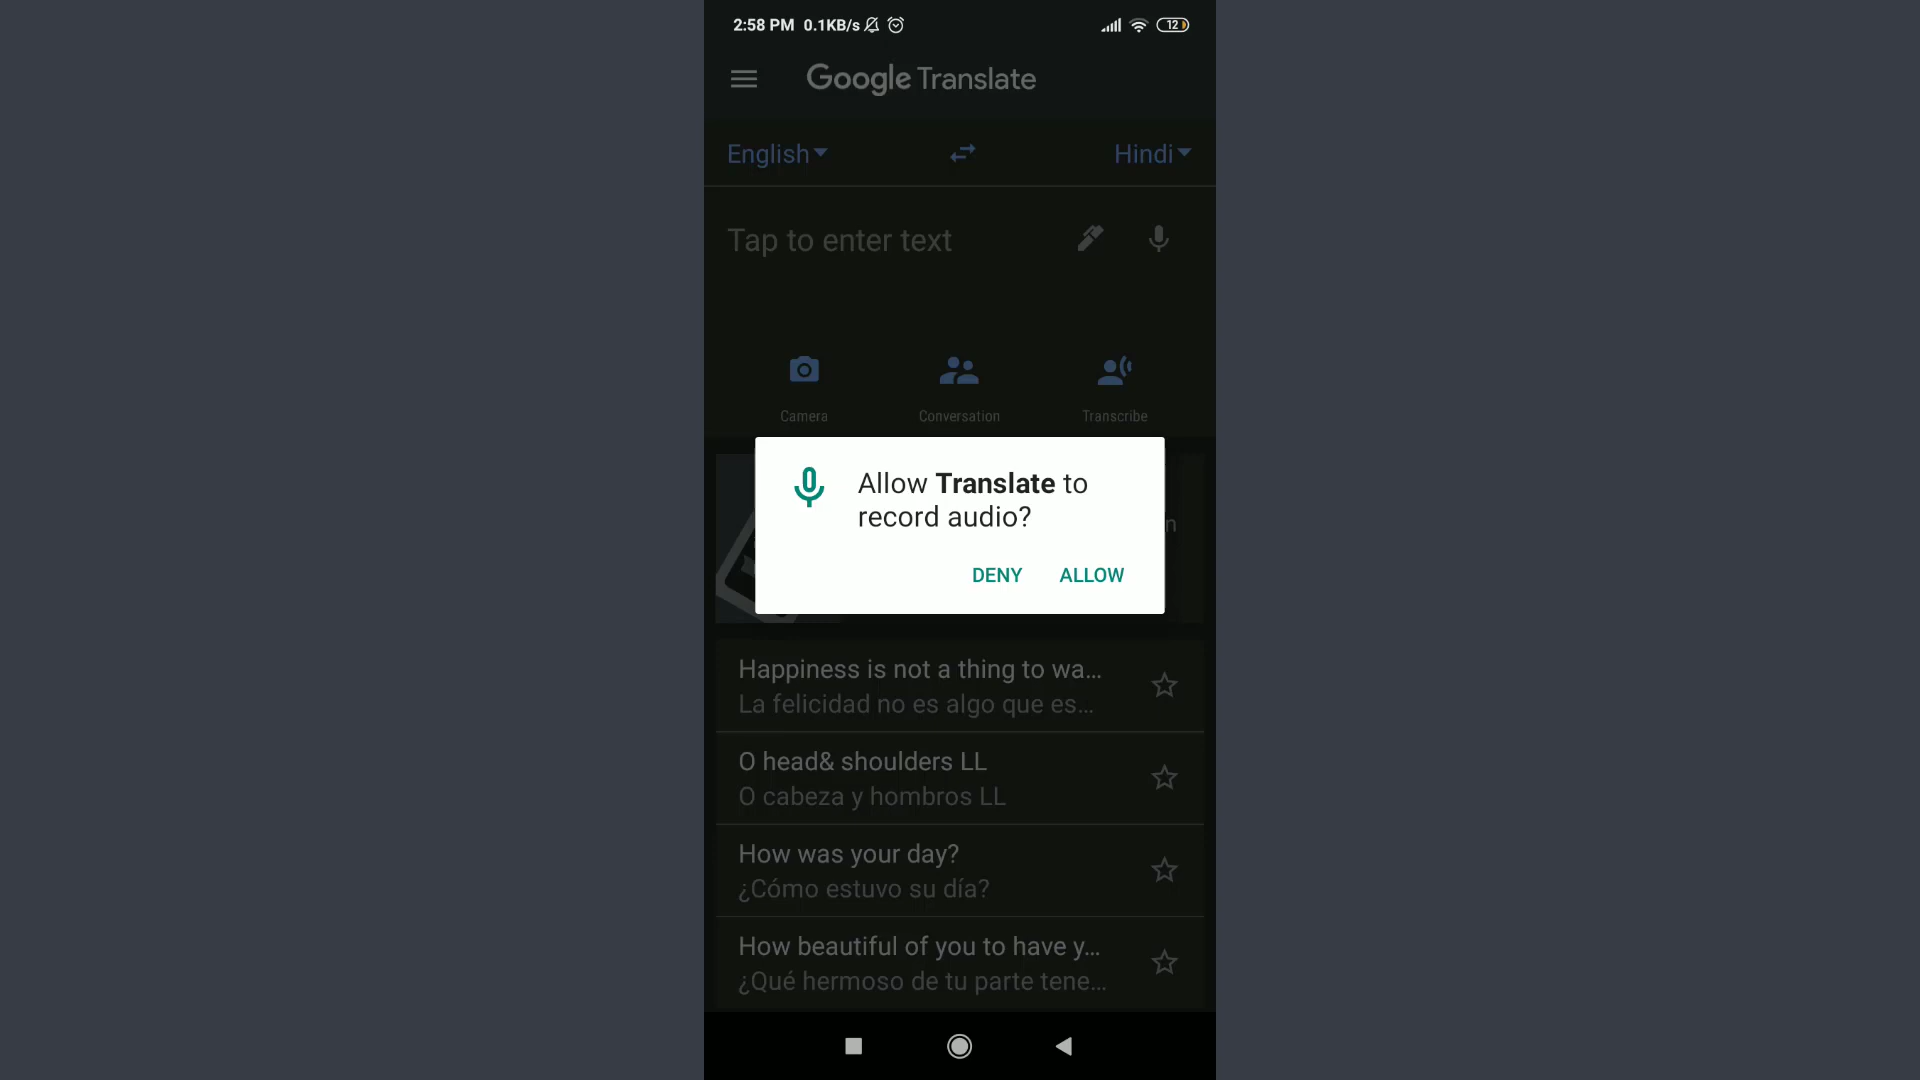 2:58 PM 0.1KB/s 12
Google Translate
English Hindi
Tap to enter text
Camera Conversation Transcribe
Allow Translate to
record audio?
n
DENY ALLOW
Happiness is not a thing to wa...
La felicidad no es algo que es...
O head& shoulders LL
O cabeza y hombros LL
How was your day?
¿Cómo estuvo su día?
How beautiful of you to have y...
¿Qué hermoso de tu parte tene...